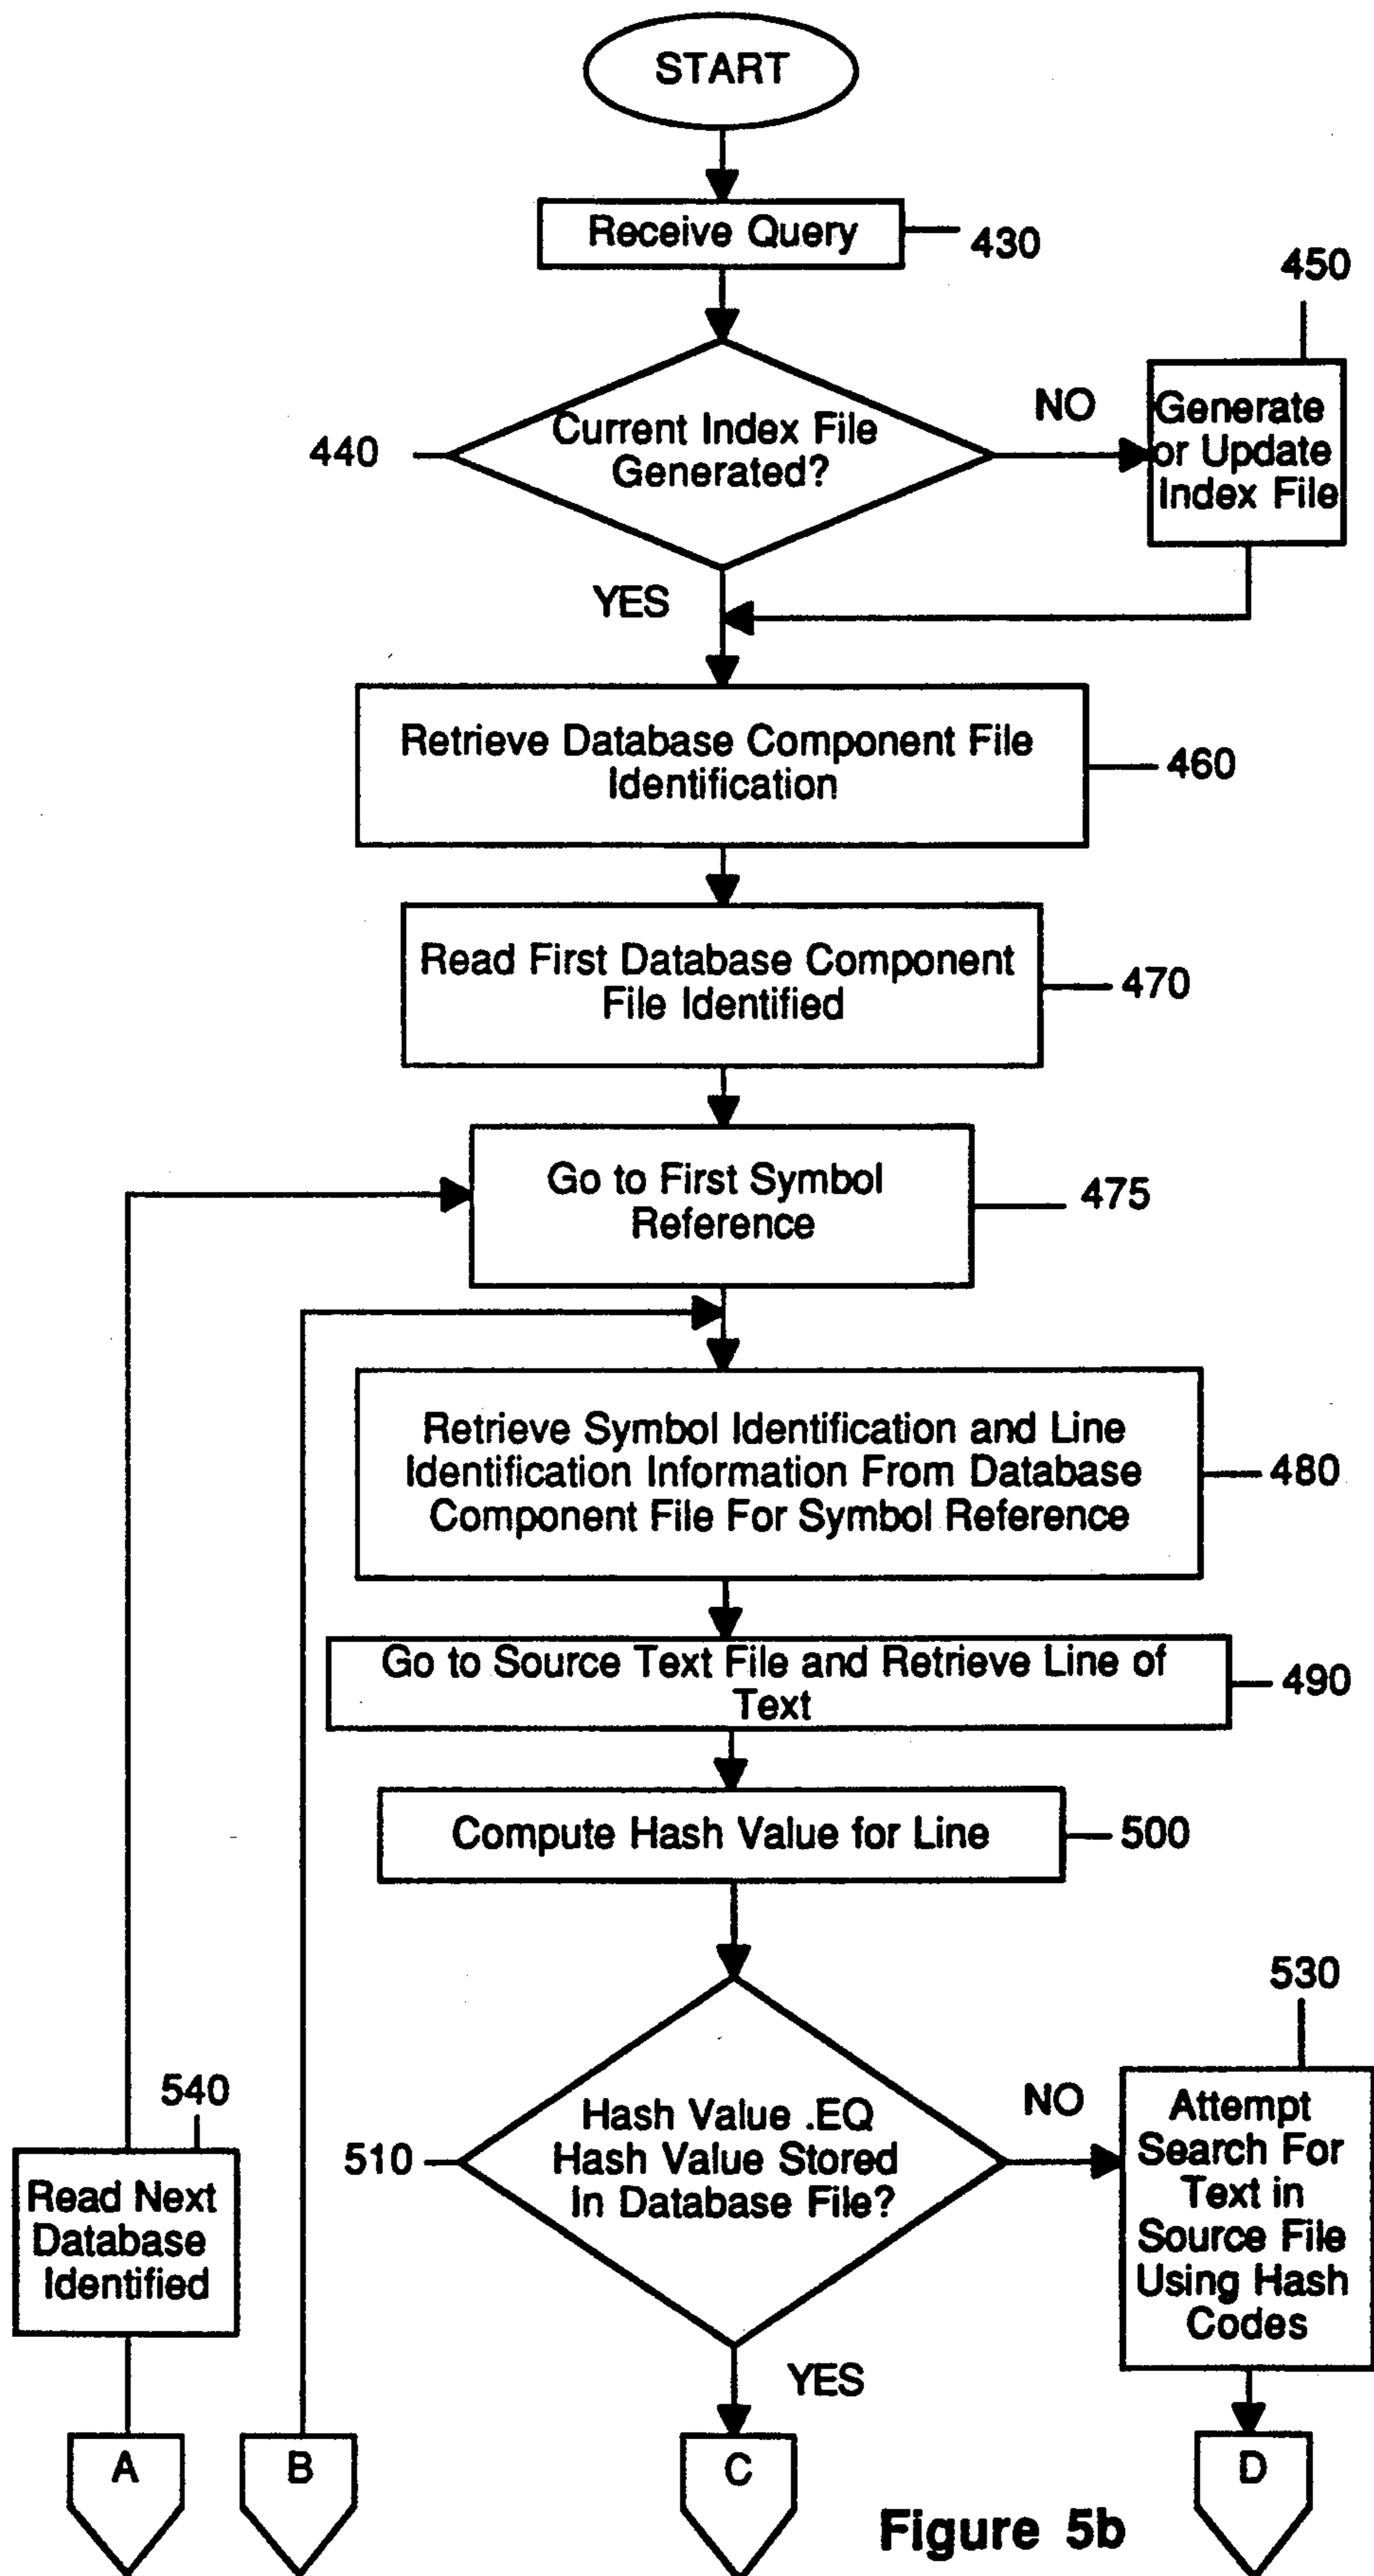 START
Receive Query
430
450
Current Index File
Generated?
440
NO
Generate
or Update
Index File
YES
Retrieve Database Component File
Identification
460
Read First Database Component
File Identified
470
Go to First Symbol
Reference
475
Retrieve Symbol Identification and Line
Identification Information From Database
Component File For Symbol Reference
480
Go to Source Text File and Retrieve Line of
Text
490
Compute Hash Value for Line
500
530
540
Read Next
Database
Identified
510
Hash Value .EQ
Hash Value Stored
In Database File?
NO
Attempt
Search For
Text in
Source File
Using Hash
Codes
YES
A
B
C
D
Figure 5b